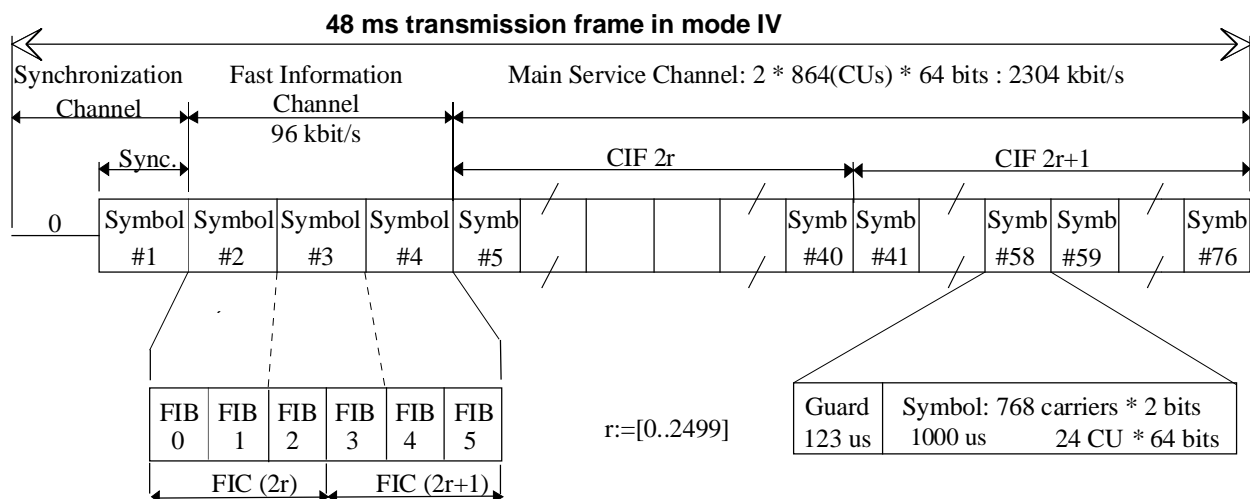 48 ms transmission frame in mode IV
Synchronization
Channel
Fast Information
Channel
96 kbit/s
Main Service Channel: 2 * 864(CUs) * 64 bits : 2304 kbit/s
Sync.
CIF 2r
CIF 2r+1
0
Symbol
#1
Symbol
#2
Symbol
#3
Symbol
#4
Symb
#5
Symb
#40
Symb
#41
Symb
#58
Symb
#59
Symb
#76
FIB
0
FIB
1
FIB
2
FIB
3
FIB
4
FIB
5
FIC (2r)
FIC (2r+1)
r:=[0..2499]
Guard
123 us
Symbol: 768 carriers * 2 bits
1000 us
24 CU * 64 bits